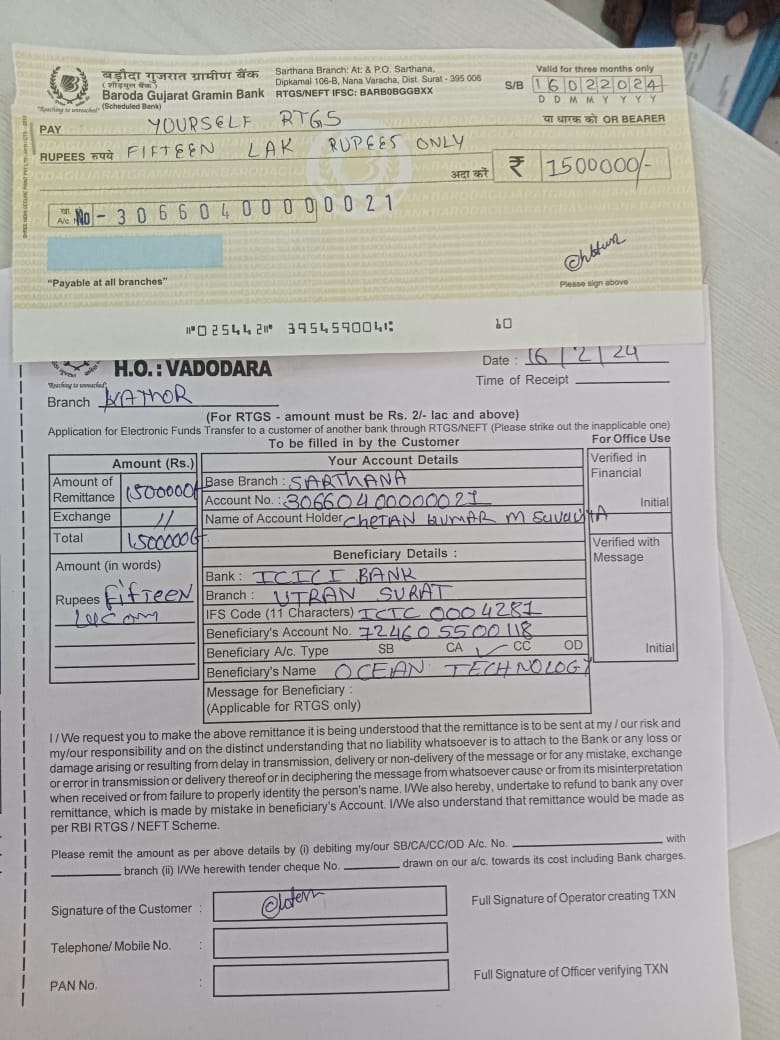 बड़ौदा गुजरात ग्रामीण बैंक
Baroda Gujarat Gramin Bank
"Reaching to unreached" (Scheduled Bank)
Sarthana Branch: At: & P.O. Sarthana,
Dipkamal 106-B, Nana Varacha, Dist. Surat - 395 006
RTGS/NEFT IFSC: BARB0BGGBXX
Valid for three months only
S/B 16022024
D D M M Y Y Y Y
PAY YOURSELF RTGS या धारक को OR BEARER
RUPEES रुपये FIFTEEN LAK RUPEES ONLY
अदा करें ₹ 1500000/-
खा. A/c. No - 30660400000021
"Payable at all branches"
Please sign above
⑈025442⑈ 395459004⑆ 10
H.O. : VADODARA
"Reaching to unreached"
Date : 16/2/24
Time of Receipt
Branch KATHOR
(For RTGS - amount must be Rs. 2/- lac and above)
Application for Electronic Funds Transfer to a customer of another bank through RTGS/NEFT (Please strike out the inapplicable one)
To be filled in by the Customer
For Office Use
Amount (Rs.)
Amount of Remittance 1500000/-
Exchange 11
Total 1500000/-
Amount (in words)
Rupees Fifteen
Your Account Details
Base Branch : SARTHANA
Account No. : 30660400000021
Name of Account Holder CHETAN KUMAR M
Beneficiary Details :
Bank : ICICI BANK
Branch : UTRAN SURAT
IFS Code (11 Characters) ICIC 0004281
Beneficiary's Account No. 724605500118
Beneficiary A/c. Type SB CA ✓ CC OD
Beneficiary's Name OCEAN TECHNOLOGY
Message for Beneficiary :
(Applicable for RTGS only)
Verified in Financial
Initial
Verified with Message
Initial
I / We request you to make the above remittance it is being understood that the remittance is to be sent at my / our risk and
my/our responsibility and on the distinct understanding that no liability whatsoever is to attach to the Bank or any loss or
damage arising or resulting from delay in transmission, delivery or non-delivery of the message or for any mistake, exchange
or error in transmission or delivery thereof or in deciphering the message from whatsoever cause or from its misinterpretation
when received or from failure to properly identity the person's name. I/We also hereby, undertake to refund to bank any over
remittance, which is made by mistake in beneficiary's Account. I/We also understand that remittance would be made as
per RBI RTGS / NEFT Scheme.
Please remit the amount as per above details by (i) debiting my/our SB/CA/CC/OD A/c. No. with
branch (ii) I/We herewith tender cheque No. drawn on our a/c. towards its cost including Bank charges.
Signature of the Customer :
Full Signature of Operator creating TXN
Telephone/ Mobile No. :
PAN No. :
Full Signature of Officer verifying TXN